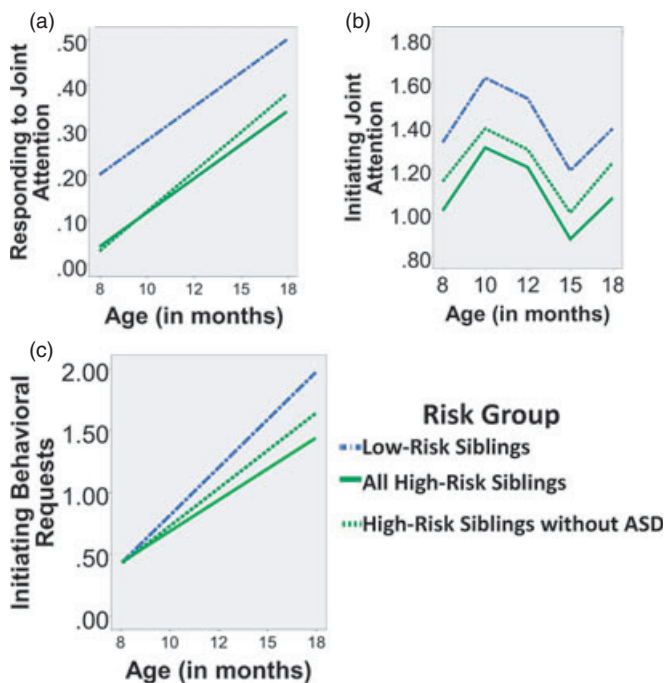 (a)
Responding to Joint
Attention
.50
.40
.30
.20
.10
.00
8 10 12 15 18
Age (in months)
(b)
Initiating Joint
Attention
1.80
1.60
1.40
1.20
1.00
.80
8 10 12 15 18
Age (in months)
(c)
Initiating Behavioral
Requests
2.00
1.50
1.00
.50
.00
8 10 12 15 18
Age (in months)
Risk Group
Low-Risk Siblings
All High-Risk Siblings
High-Risk Siblings without ASD